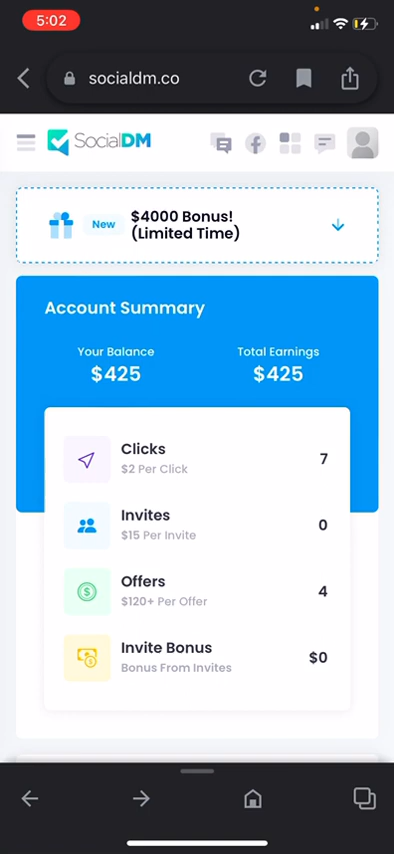 5:02
socialdm.co
SocialDM
New
$4000 Bonus!
(Limited Time)
Account Summary
Your Balance
Total Earnings
$425
$425
Clicks
$2 Per Click
7
Invites
$15 Per Invite
0
Offers
$120+ Per Offer
4
Invite Bonus
Bonus From Invites
$0